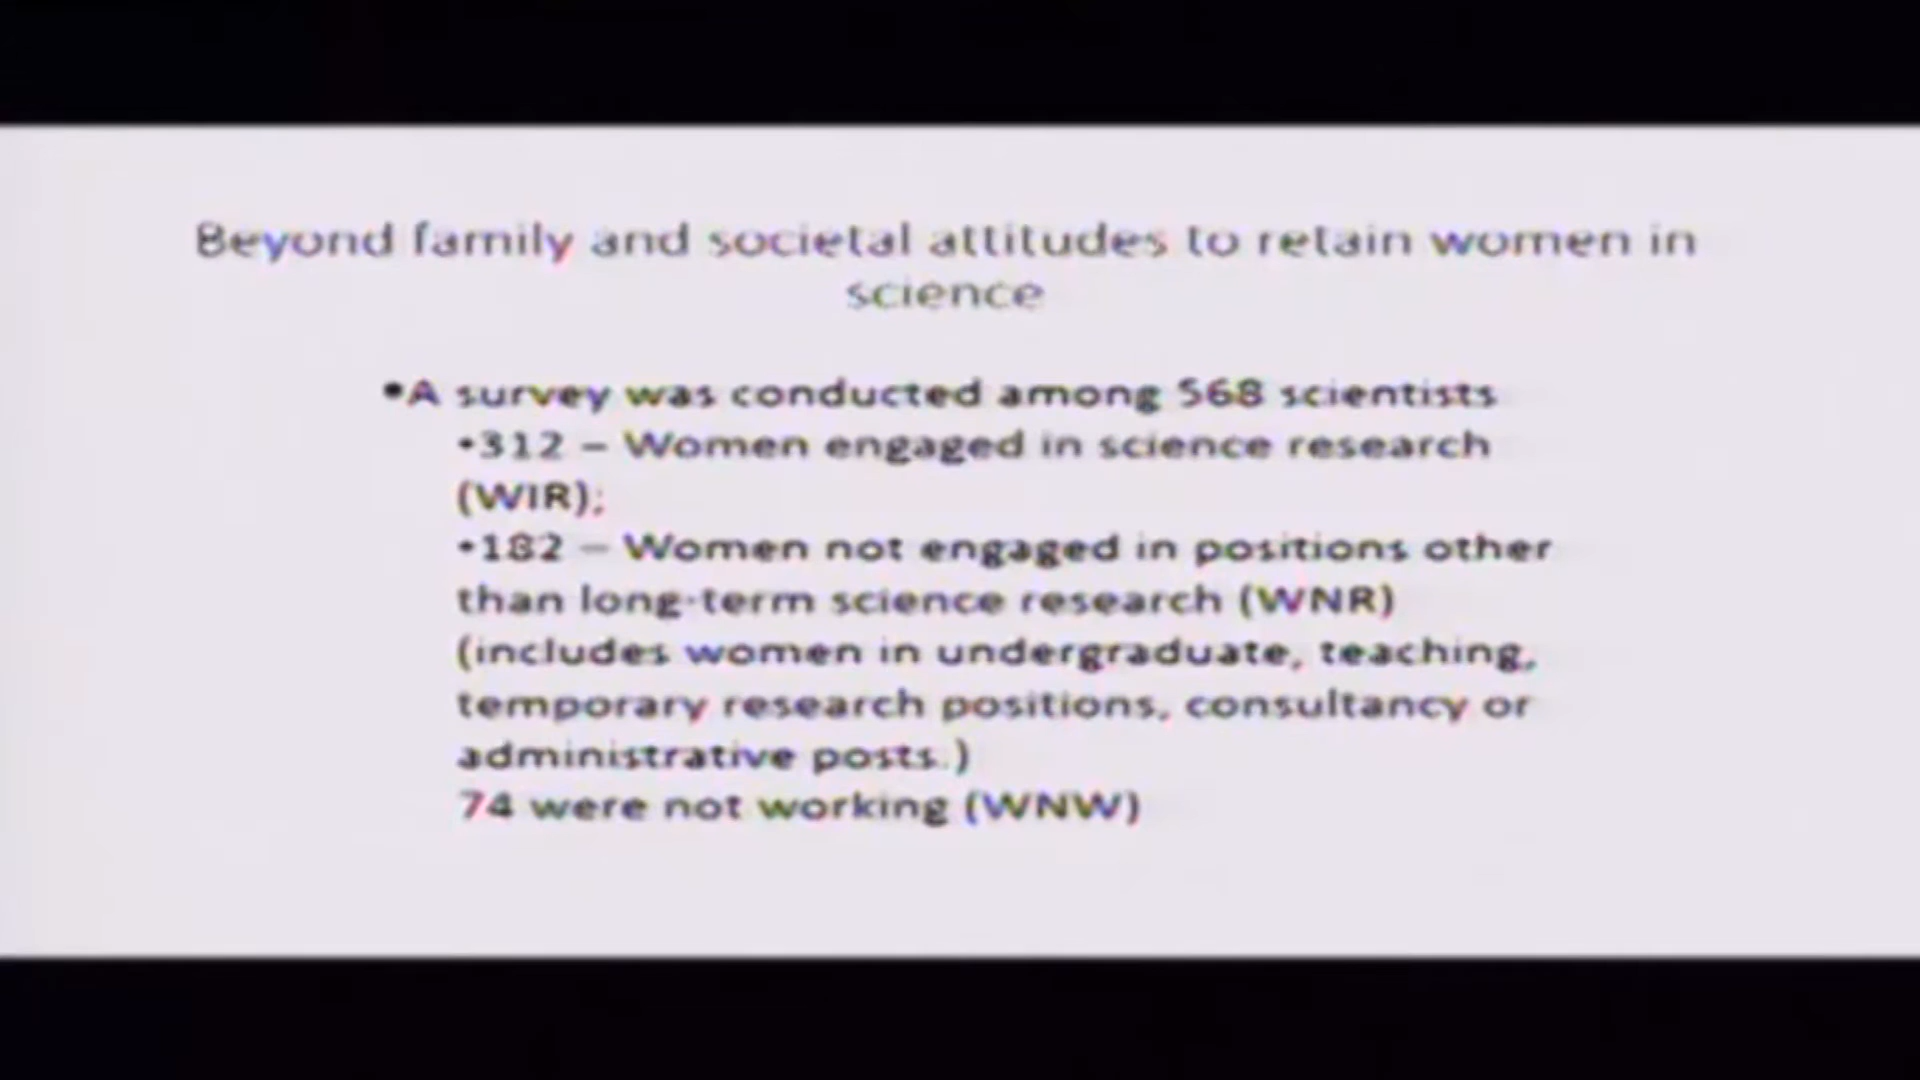 Beyond family and societal attitudes to retain women in
science
•A survey was conducted among 568 scientists
•312 – Women engaged in science research
(WIR);
•182 – Women not engaged in positions other
than long-term science research (WNR)
(includes women in undergraduate, teaching,
temporary research positions, consultancy or
administrative posts.)
74 were not working (WNW)